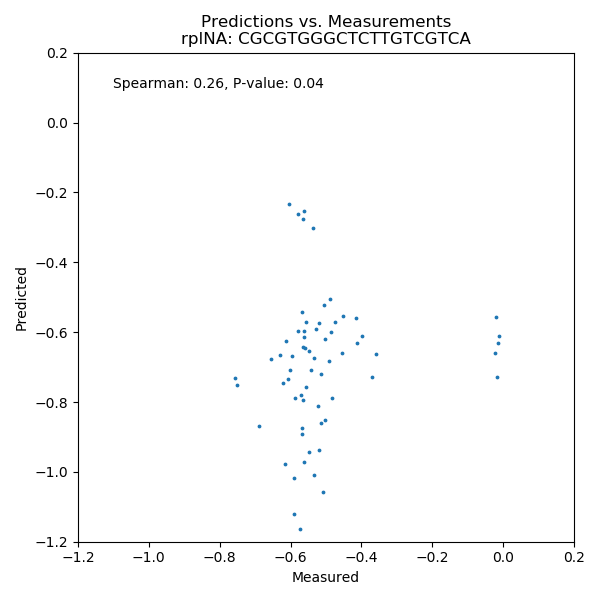 Predictions vs. Measurements
rplNA: CGCGTGGGCTCTTGTCGTCA
0.2
Spearman: 0.26, P-value: 0.04
0.0
−0.2
−0.4
Predicted
−0.6
−0.8
−1.0
−1.2
−1.2 −1.0 −0.8 −0.6 −0.4 −0.2 0.0 0.2
Measured